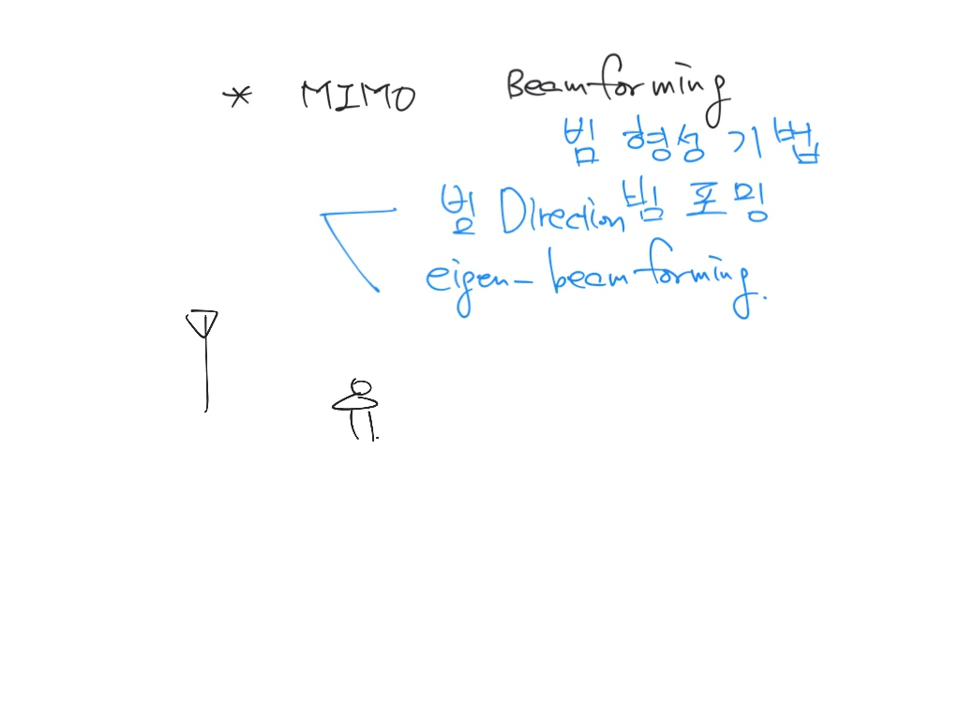 * MIMO Beamforming
빔 형성 기법
빔 Direction 빔 포밍
eigen-beamforming.